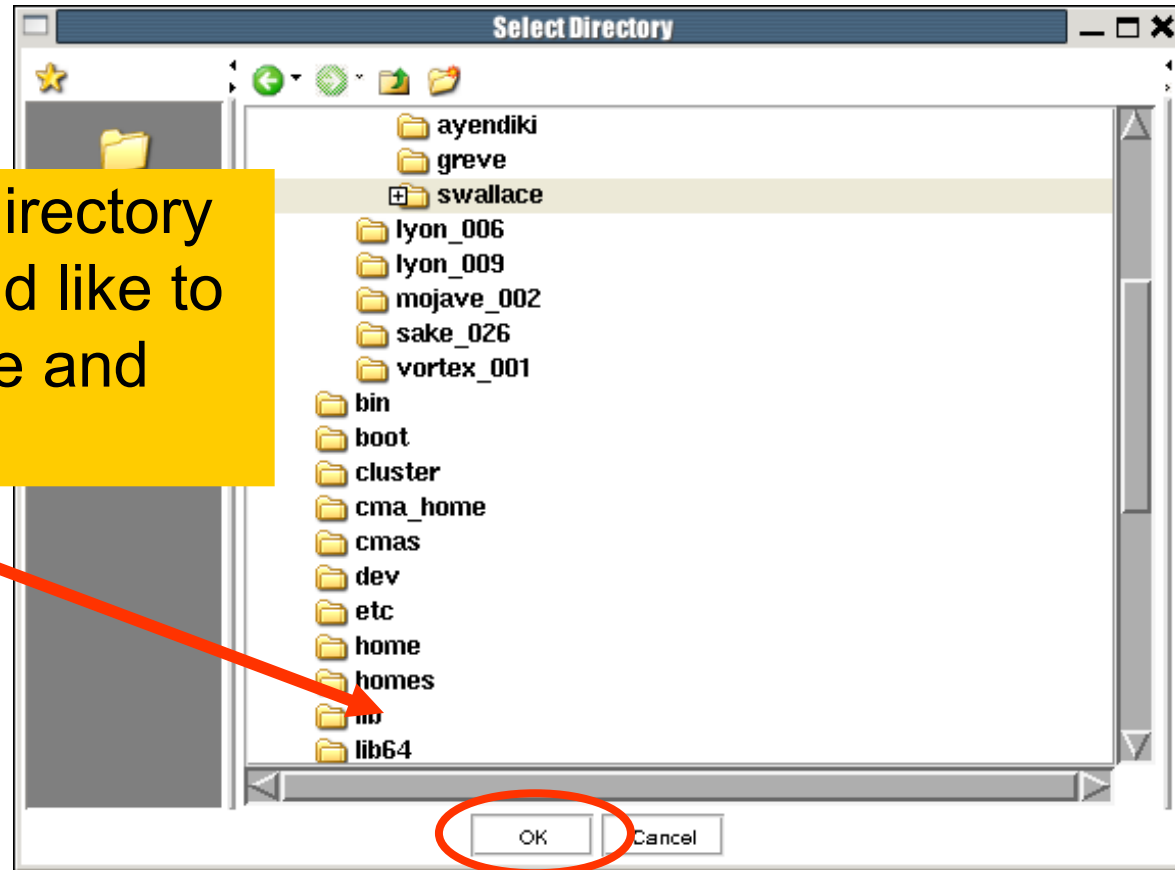 Select Directory
ayendiki
greve
swallace
irectory
d like to
e and
lyon_006
lyon_009
mojave_002
sake_026
vortex_001
bin
boot
cluster
cma_home
cmas
dev
etc
home
homes
lib
lib64
OK
Cancel